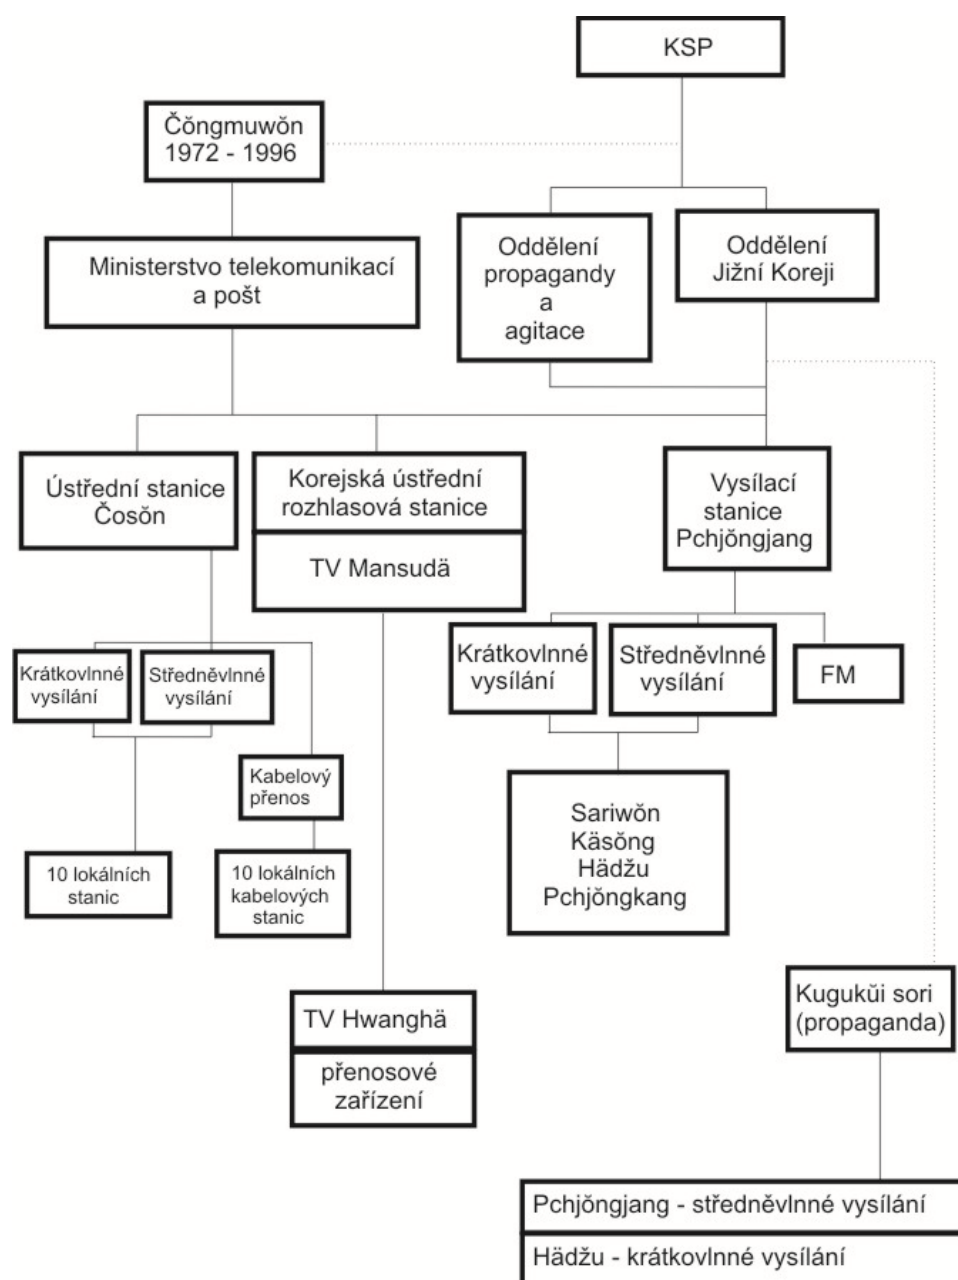 KSP
Čŏngmuwŏn
1972 - 1996
Ministerstvo telekomunikací
a pošt
Oddělení
propagandy
a
agitace
Oddělení
Jižní Koreji
Ústřední stanice
Čosŏn
Korejská ústřední
rozhlasová stanice
TV Mansudä
Vysílací
stanice
Pchjŏngjang
Krátkovlnné
vysílání
Středněvlnné
vysílání
Kabelový
přenos
10 lokálních
stanic
10 lokálních
kabelových
stanic
Krátkovlnné
vysílání
Středněvlnné
vysílání
FM
Sariwŏn
Käsŏng
Hädžu
Pchjŏngkang
TV Hwanghä
přenosové
zařízení
Kugukŭi sori
(propaganda)
Pchjŏngjang - středněvlnné vysílání
Hädžu - krátkovlnné vysílání